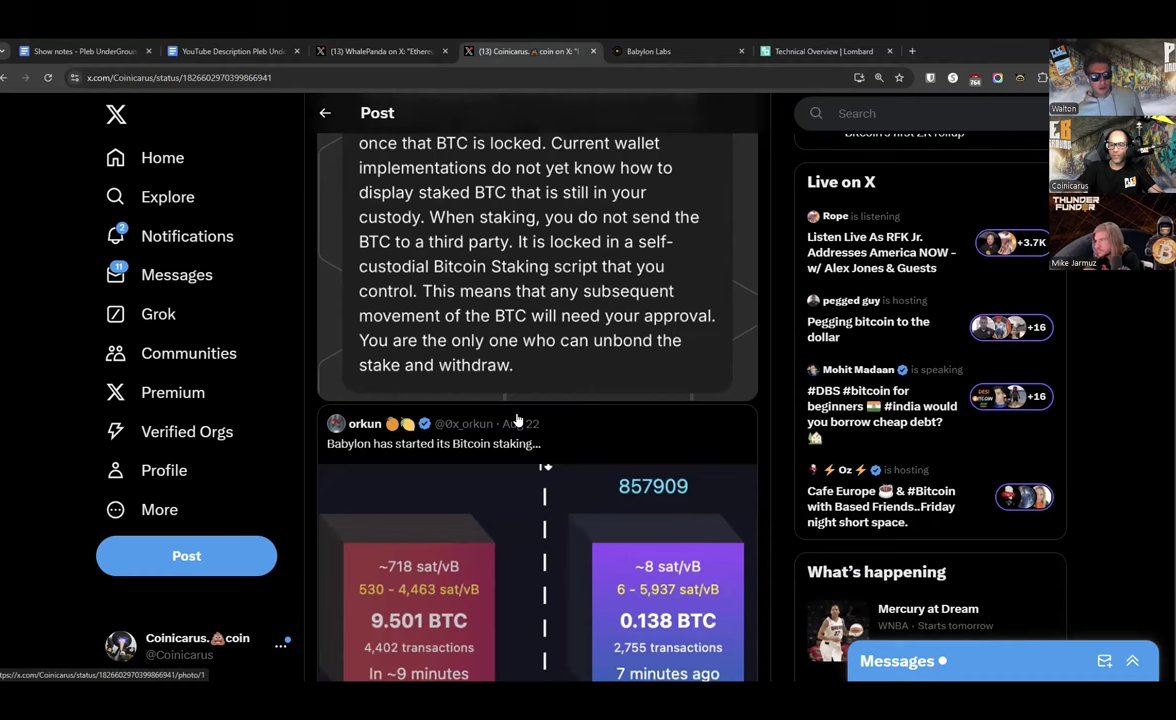 Show notes - Pleb UnderGroun
YouTube Description Pleb Under
(13) WhalePanda on X: "Ethereu
(13) Coinicarus.💩coin on X: "I
Babylon Labs
Technical Overview | Lombard
x.com/Coinicarus/status/1826602970399866941
764
Walton
Coinicarus
THUNDER
FUNDER
Mike Jarmuz
Home
Explore
2
Notifications
11
Messages
Grok
Communities
Premium
Verified Orgs
Profile
More
Post
Coinicarus.💩coin
@Coinicarus
Post
once that BTC is locked. Current wallet
implementations do not yet know how to
display staked BTC that is still in your
custody. When staking, you do not send the
BTC to a third party. It is locked in a self-
custodial Bitcoin Staking script that you
control. This means that any subsequent
movement of the BTC will need your approval.
You are the only one who can unbond the
stake and withdraw.
orkun 🍊🍋 @0x_orkun · Aug 22
Babylon has started its Bitcoin staking...
857909
~718 sat/vB
530 - 4,463 sat/vB
9.501 BTC
4,402 transactions
In ~9 minutes
~8 sat/vB
6 - 5,937 sat/vB
0.138 BTC
2,755 transactions
7 minutes ago
Search
Bitcoin's first ZK rollup
Live on X
Rope is listening
Listen Live As RFK Jr.
Addresses America NOW –
w/ Alex Jones & Guests
+3.7K
pegged guy is hosting
Pegging bitcoin to the
dollar
+16
Mohit Madaan is speaking
#DBS #bitcoin for
beginners 🇮🇳 #india would
you borrow cheap debt?
🏡
+16
⚡ Oz ⚡ is hosting
Cafe Europe ☕ & #Bitcoin
with Based Friends..Friday
night short space.
What's happening
Mercury at Dream
WNBA · Starts tomorrow
Messages
ttps://x.com/Coinicarus/status/1826602970399866941/photo/1